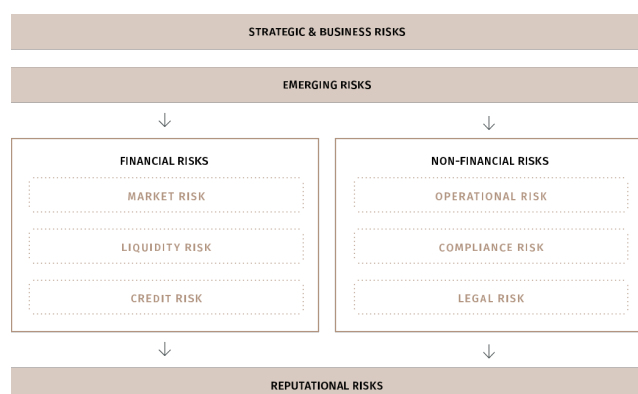 STRATEGIC & BUSINESS RISKS
EMERGING RISKS
FINANCIAL RISKS
MARKET RISK
LIQUIDITY RISK
CREDIT RISK
NON-FINANCIAL RISKS
OPERATIONAL RISK
COMPLIANCE RISK
LEGAL RISK
REPUTATIONAL RISKS